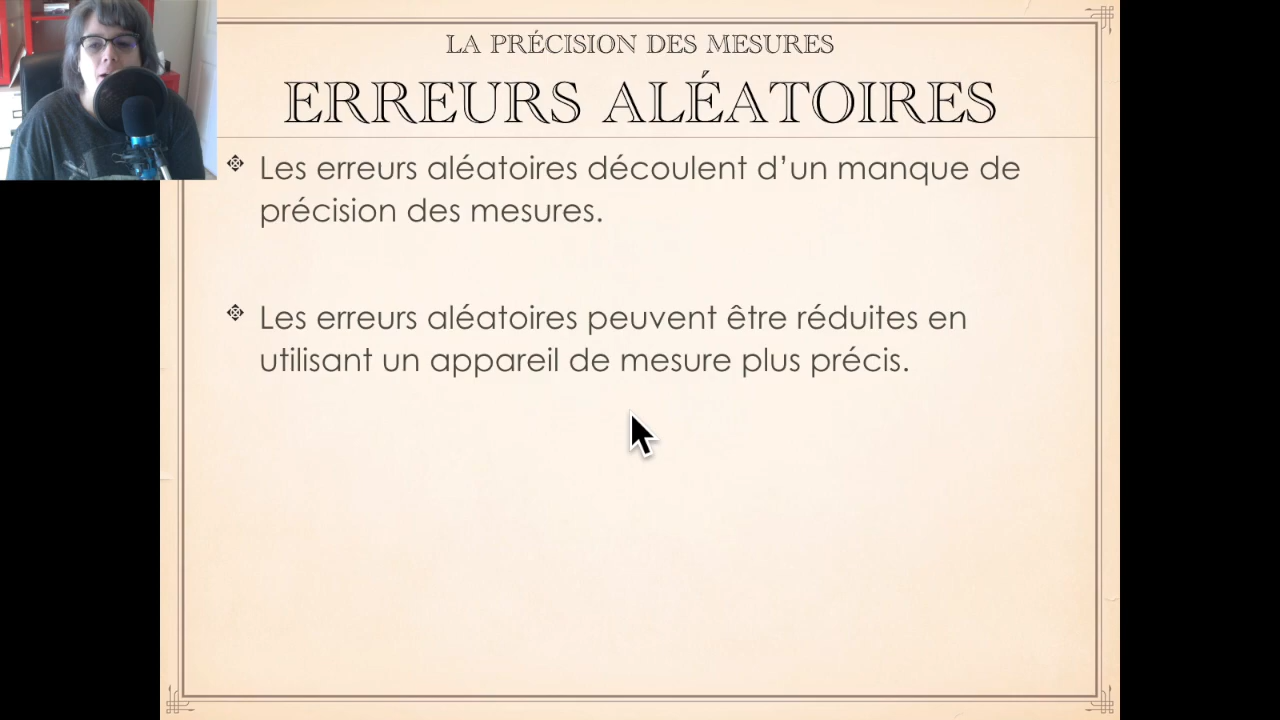 LA PRÉCISION DES MESURES
ERREURS ALÉATOIRES
Les erreurs aléatoires découlent d’un manque de
précision des mesures.
Les erreurs aléatoires peuvent être réduites en
utilisant un appareil de mesure plus précis.